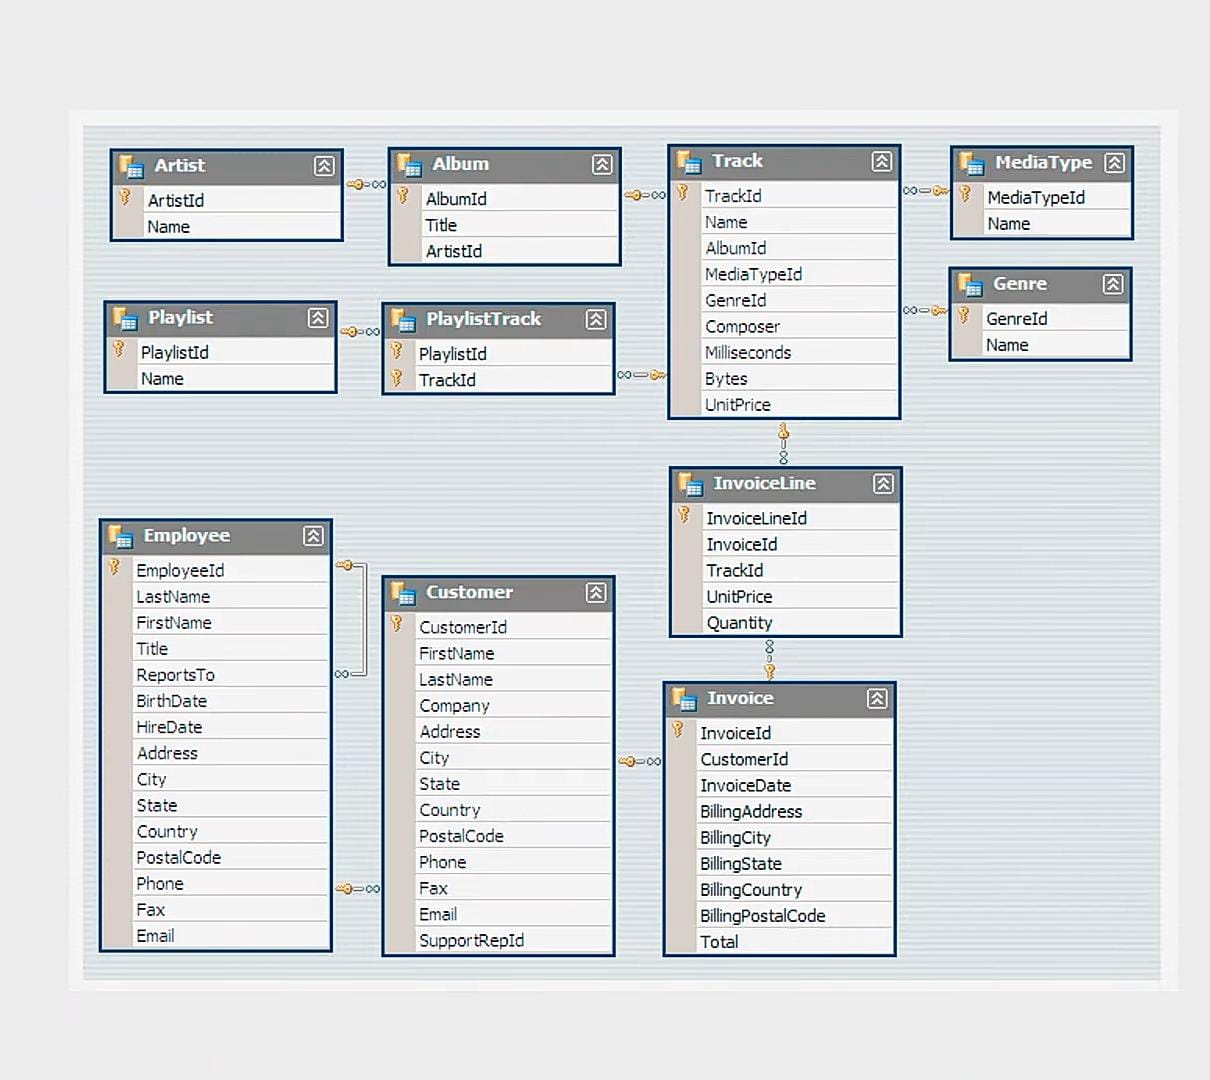 Artist
ArtistId
Name
Album
AlbumId
Title
ArtistId
Track
TrackId
Name
AlbumId
MediaTypeId
GenreId
Composer
Milliseconds
Bytes
UnitPrice
MediaType
MediaTypeId
Name
Genre
GenreId
Name
Playlist
PlaylistId
Name
PlaylistTrack
PlaylistId
TrackId
InvoiceLine
InvoiceLineId
InvoiceId
TrackId
UnitPrice
Quantity
Employee
EmployeeId
LastName
FirstName
Title
ReportsTo
BirthDate
HireDate
Address
City
State
Country
PostalCode
Phone
Fax
Email
Customer
CustomerId
FirstName
LastName
Company
Address
City
State
Country
PostalCode
Phone
Fax
Email
SupportRepId
Invoice
InvoiceId
CustomerId
InvoiceDate
BillingAddress
BillingCity
BillingState
BillingCountry
BillingPostalCode
Total